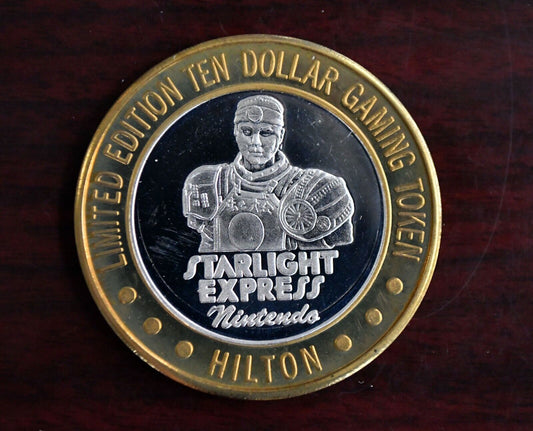 LIMITED EDITION TEN DOLLAR GAMING TOKEN
STARLIGHT
EXPRESS
Nintendo
HILTON